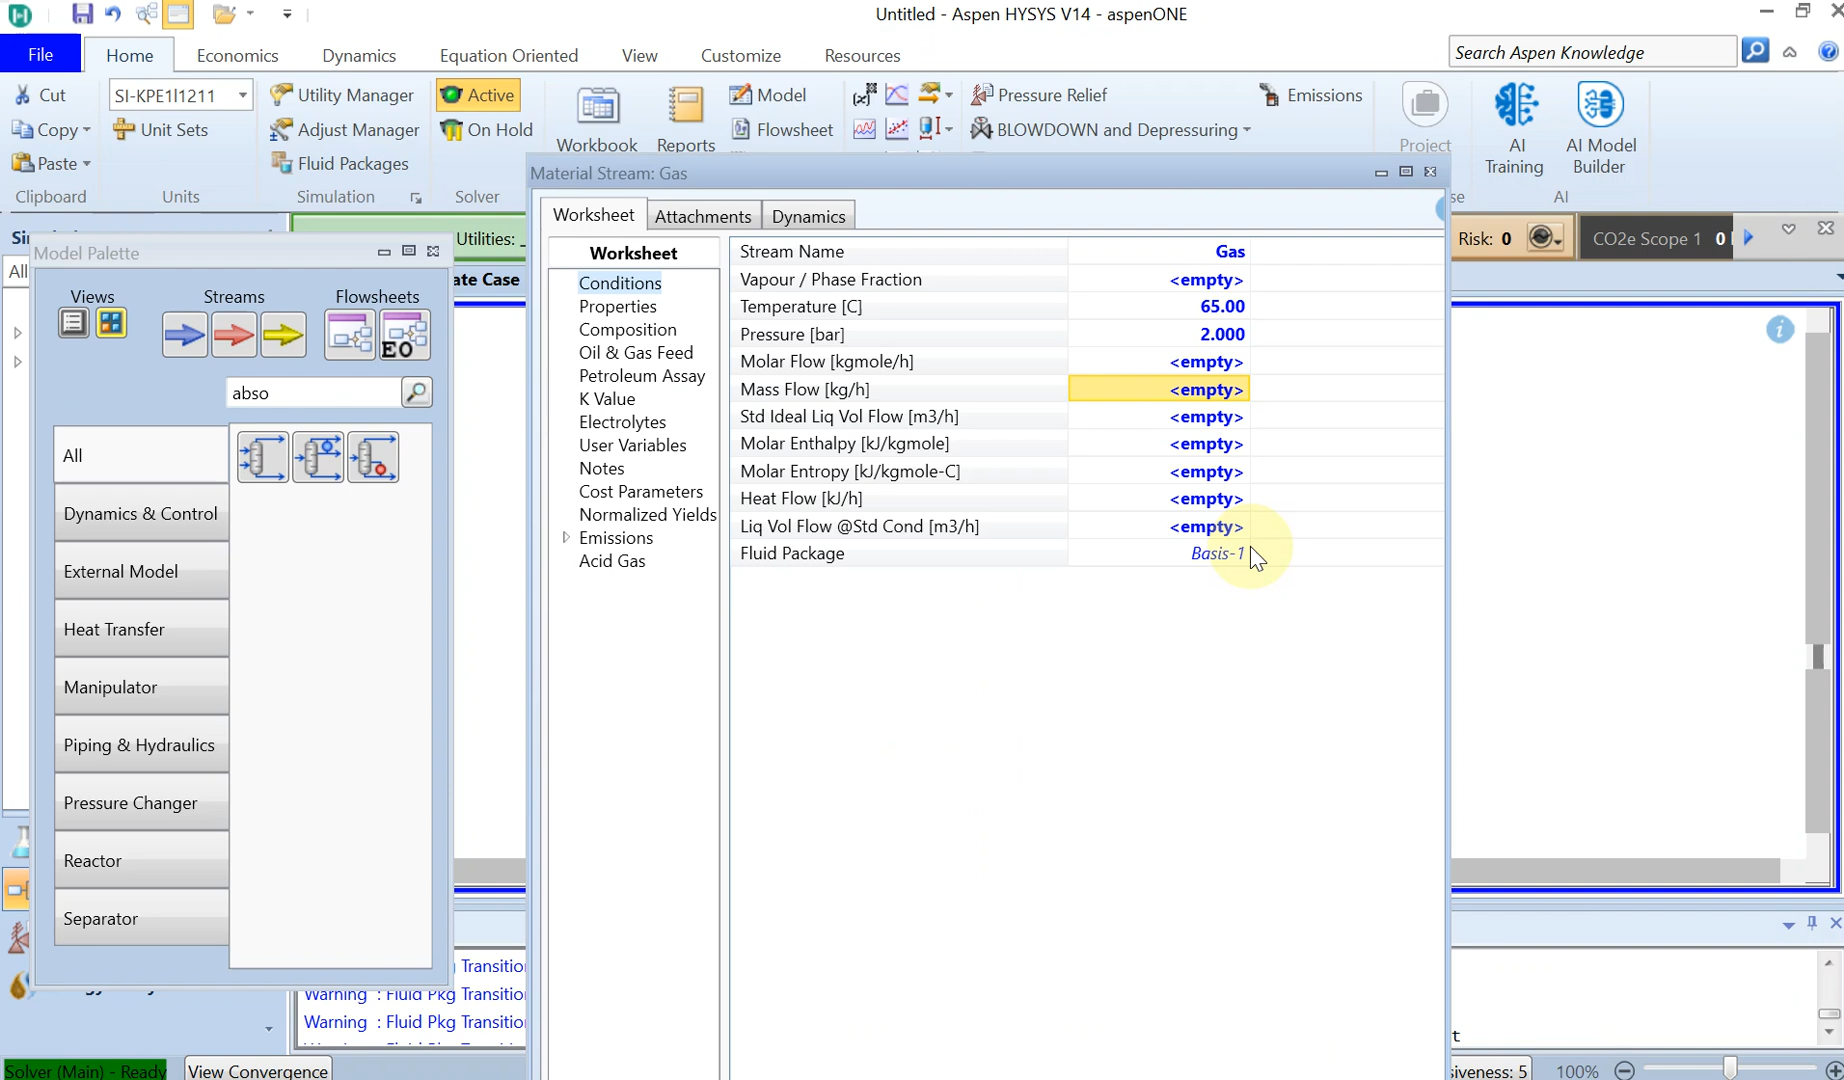 Untitled - Aspen HYSYS V14 - aspenONE
File
Home
Economics
Dynamics
Equation Oriented
View
Customize
Resources
Search Aspen Knowledge
Cut
SI-KPE1I1211
Utility Manager
Active
Model
Pressure Relief
Emissions
Copy
Unit Sets
Adjust Manager
On Hold
Workbook
Reports
Flowsheet
BLOWDOWN and Depressuring
Project
AI Training
AI Model Builder
Paste
Fluid Packages
Clipboard
Units
Simulation
Solver
se
AI
Material Stream: Gas
Worksheet
Attachments
Dynamics
Utilities:
Risk: 0
CO2e Scope 1 0
Model Palette
All
ate Case
Views
Streams
Flowsheets
EO
abso
All
Dynamics & Control
External Model
Heat Transfer
Manipulator
Piping & Hydraulics
Pressure Changer
Reactor
Separator
Worksheet
Conditions
Properties
Composition
Oil & Gas Feed
Petroleum Assay
K Value
Electrolytes
User Variables
Notes
Cost Parameters
Normalized Yields
Emissions
Acid Gas
Stream Name Gas
Vapour / Phase Fraction <empty>
Temperature [C] 65.00
Pressure [bar] 2.000
Molar Flow [kgmole/h] <empty>
Mass Flow [kg/h] <empty>
Std Ideal Liq Vol Flow [m3/h] <empty>
Molar Enthalpy [kJ/kgmole] <empty>
Molar Entropy [kJ/kgmole-C] <empty>
Heat Flow [kJ/h] <empty>
Liq Vol Flow @Std Cond [m3/h] <empty>
Fluid Package Basis-1
Transitio
Warning : Fluid Pkg Transitio
Warning : Fluid Pkg Transitio
t
Solver (Main) - Ready
View Convergence
siveness: 5
100%